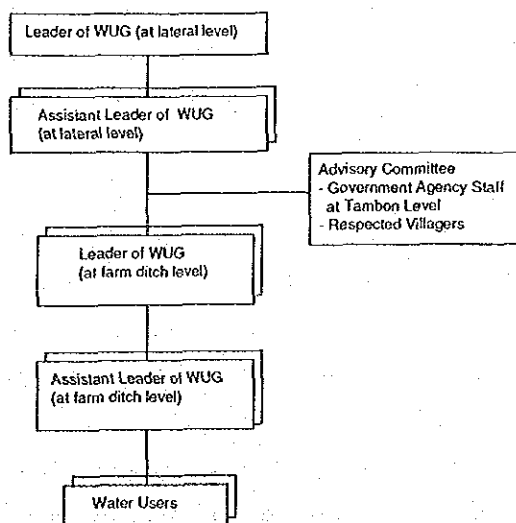 Leader of WUG (at lateral level)
Assistant Leader of WUG
(at lateral level)
Advisory Committee
- Government Agency Staff
at Tambon Level
- Respected Villagers
Leader of WUG
(at farm ditch level)
Assistant Leader of WUG
(at farm ditch level)
Water Users